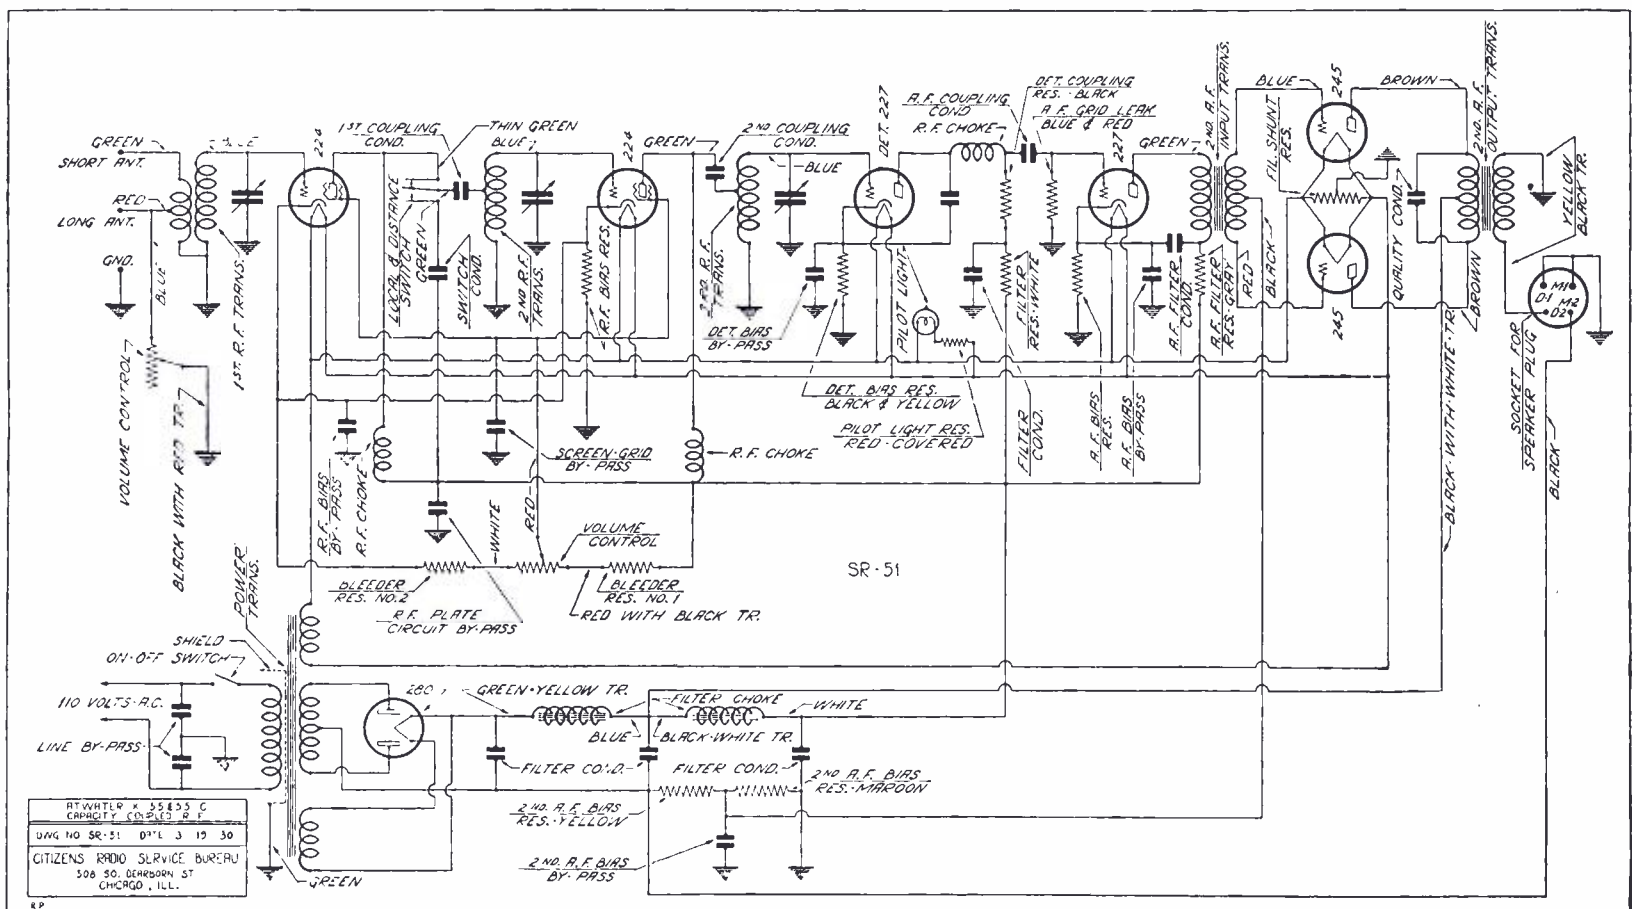 GREEN
SHORT ANT.
RED
LONG ANT.
GND.
BLUE
BLUE
VOLUME CONTROL
BLACK WITH RED TR.
1ST. R.F. TRANS.
224
1ST COUPLING
COND.
THIN GREEN
BLUE
LOCAL & DISTANCE
SWITCH
GREEN
SWITCH
COND.
2ND R.F.
TRANS.
R.F. BIAS RES.
224
GREEN
2ND COUPLING
COND.
BLUE
TRANS.
DET. BIAS
BY-PASS
DET. 227
A.F. COUPLING
COND
R.F. CHOKE
DET. COUPLING
RES. - BLACK
A.F. GRID LEAK
BLUE & RED
PILOT LIGHT
DET. BIAS RES.
BLACK & YELLOW
PILOT LIGHT RES.
RED-COVERED
FILTER
RES.-WHITE
FILTER
COND.
227
GREEN
A.F. BIAS
RES.
A.F. BIAS
BY-PASS
A.F. FILTER
COND.
A.F. FILTER
RES-GRAY
2ND A.F.
INPUT TRANS.
RED
BLACK
BLUE
FIL. SHUNT
RES.
245
245
BROWN
QUALITY COND.
BROWN
2ND. A.F.
OUTPUT TRANS.
YELLOW
BLACK TR.
M1
D1
M2
D2
SOCKET FOR
SPEAKER PLUG
BLACK
BLACK-WITH-WHITE-TR.
R.F. BIAS
BY-PASS
R.F. CHOKE
SCREEN-GRID
BY-PASS
R.F. CHOKE
WHITE
RED
VOLUME
CONTROL
BLEEDER
RES. NO.2
BLEEDER
RES. NO.1
R.F. PLATE
CIRCUIT BY-PASS
RED WITH BLACK TR.
SR-51
POWER
TRANS.
SHIELD
ON-OFF SWITCH
110 VOLTS-A.C.
LINE BY-PASS
280
GREEN-YELLOW TR.
FILTER CHOKE
WHITE
BLUE
BLACK-WHITE TR.
FILTER COND.
FILTER COND.
2ND A.F. BIAS
RES.-MAROON
2ND. A.F. BIAS
RES.-YELLOW
2ND. A.F. BIAS
BY-PASS
GREEN
ATWATER K 55&55 C
CAPACITY COUPLED R F
DWG NO SR-51 DATE 3 19 30
CITIZENS RADIO SERVICE BUREAU
508 SO. DEARBORN ST
CHICAGO, ILL.
R P